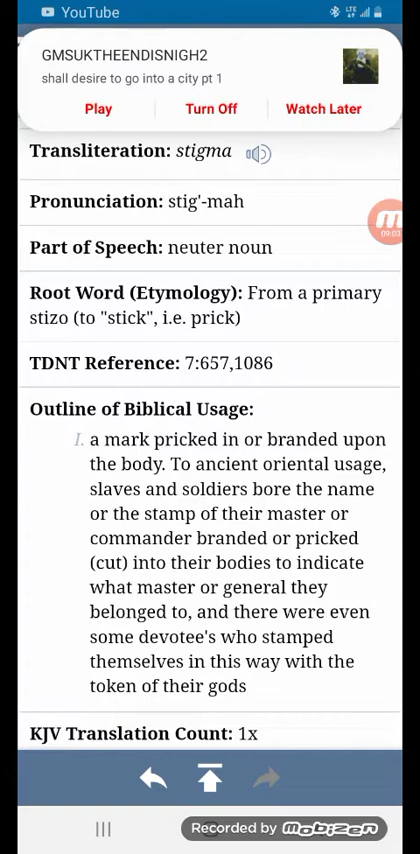 YouTube
LTE
GMSUKTHEENDISNIGH2
shall desire to go into a city pt 1
Play Turn Off Watch Later
Transliteration: stigma
09:03
Pronunciation: stig'-mah
Part of Speech: neuter noun
Root Word (Etymology): From a primary
stizo (to "stick", i.e. prick)
TDNT Reference: 7:657,1086
Outline of Biblical Usage:
I. a mark pricked in or branded upon
the body. To ancient oriental usage,
slaves and soldiers bore the name
or the stamp of their master or
commander branded or pricked
(cut) into their bodies to indicate
what master or general they
belonged to, and there were even
some devotee's who stamped
themselves in this way with the
token of their gods
KJV Translation Count: 1x
Recorded by mobizen